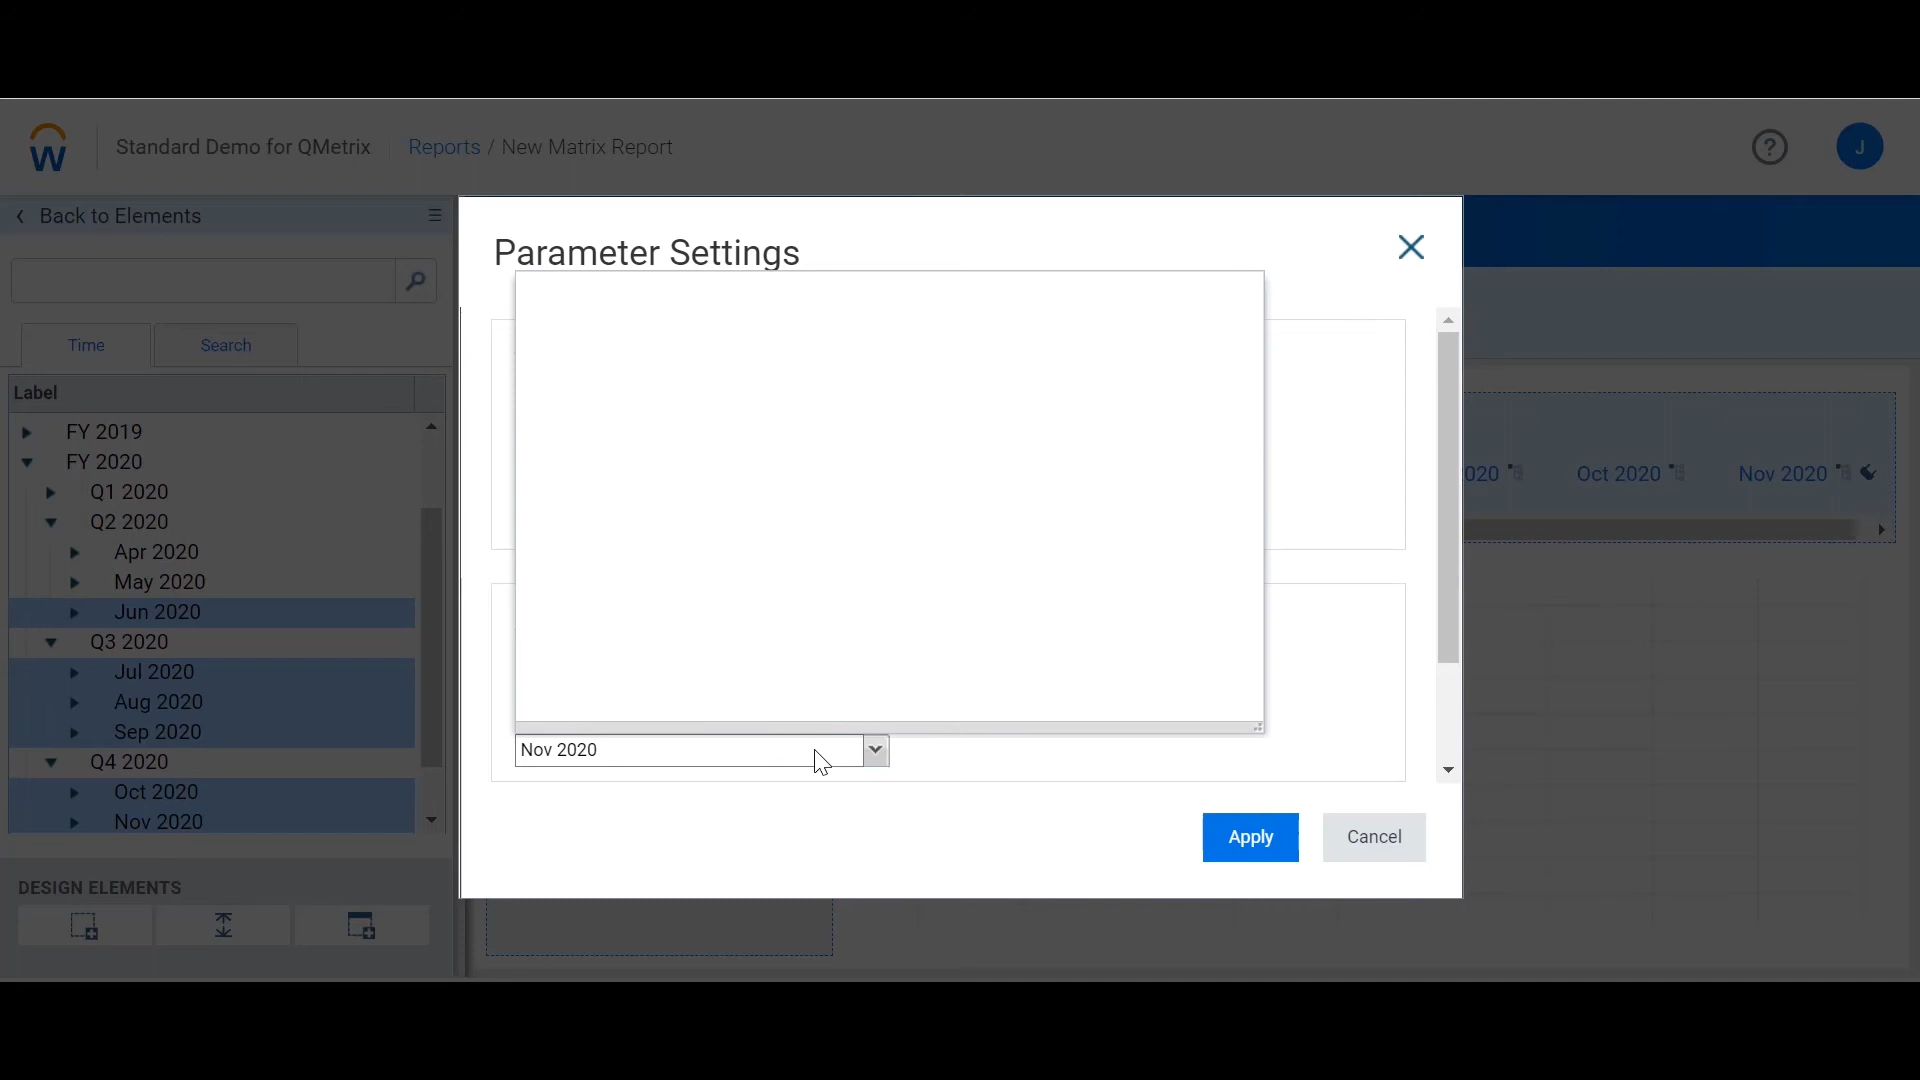 W
Standard Demo for QMetrix
Reports / New Matrix Report
?
J
Back to Elements
Time
Search
Label
FY 2019
FY 2020
Q1 2020
Q2 2020
Apr 2020
May 2020
Jun 2020
Q3 2020
Jul 2020
Aug 2020
Sep 2020
Q4 2020
Oct 2020
Nov 2020
DESIGN ELEMENTS
Parameter Settings
Nov 2020
Apply
Cancel
020
Oct 2020
Nov 2020